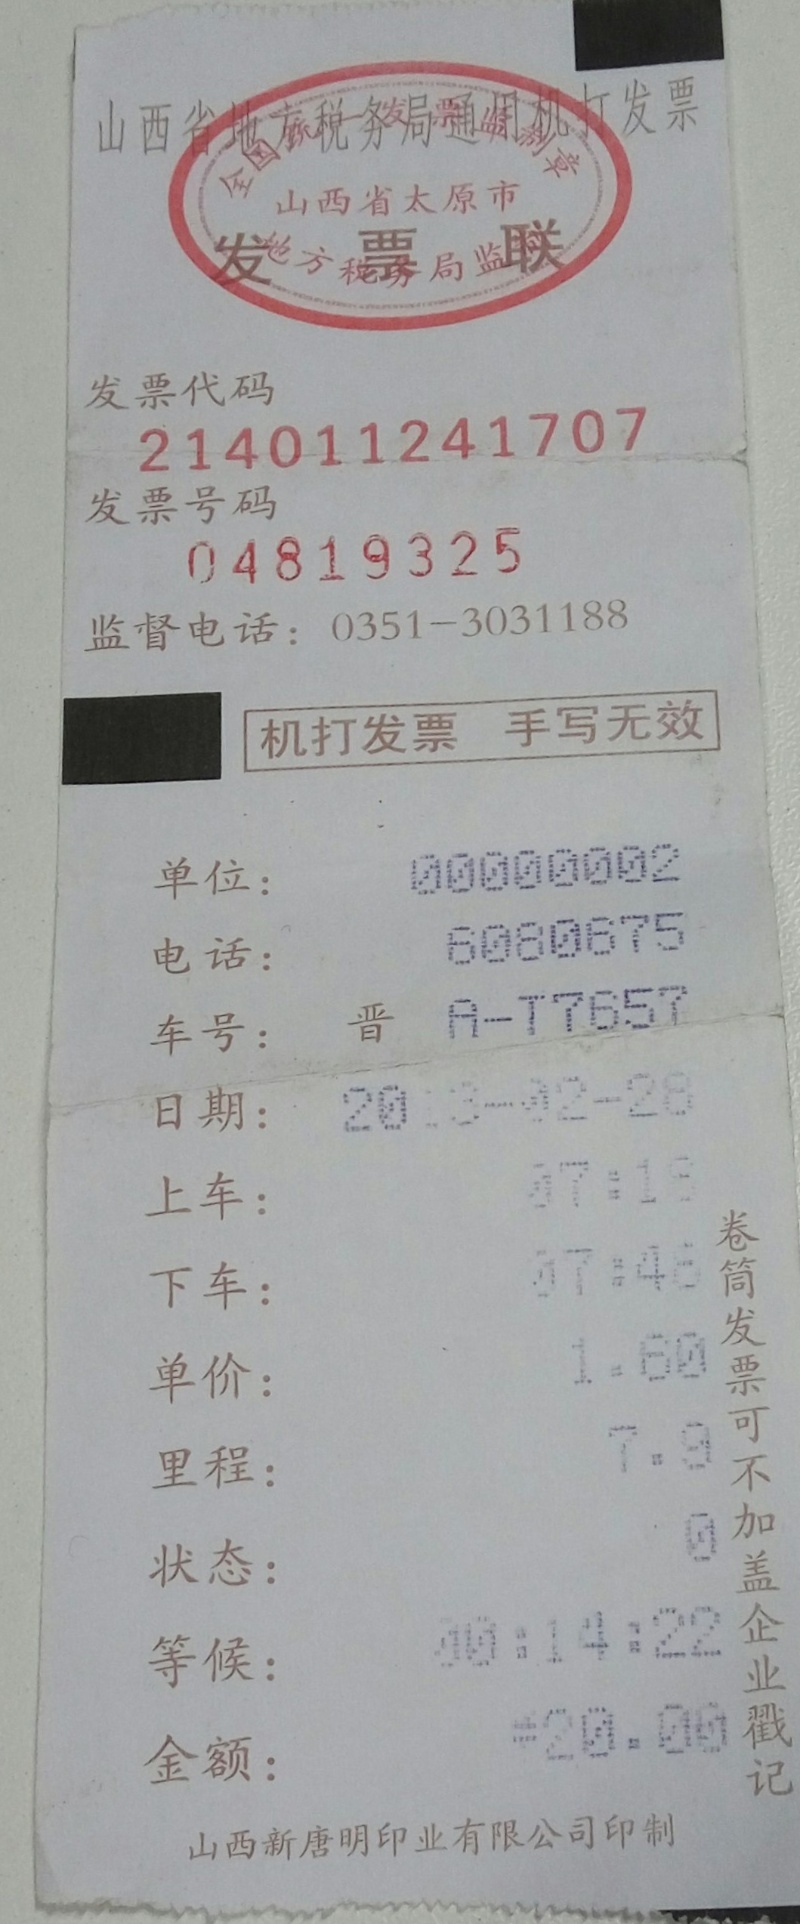 山西省地方税务局通用机打发票
全国统一发票监制章
山西省太原市
发票联
地方税务局监制
发票代码
214011241707
发票号码
04819325
监督电话：0351-3031188
机打发票 手写无效
单位： 00000002
电话： 6080675
车号： 晋 A-T7657
日期： 2013-02-28
上车：
下车：
单价： 1.60
里程： 7.9
状态： 0
等候： 00:14:22
金额： 20.00
山西新唐明印业有限公司印制
卷筒发票可不加盖企业戳记